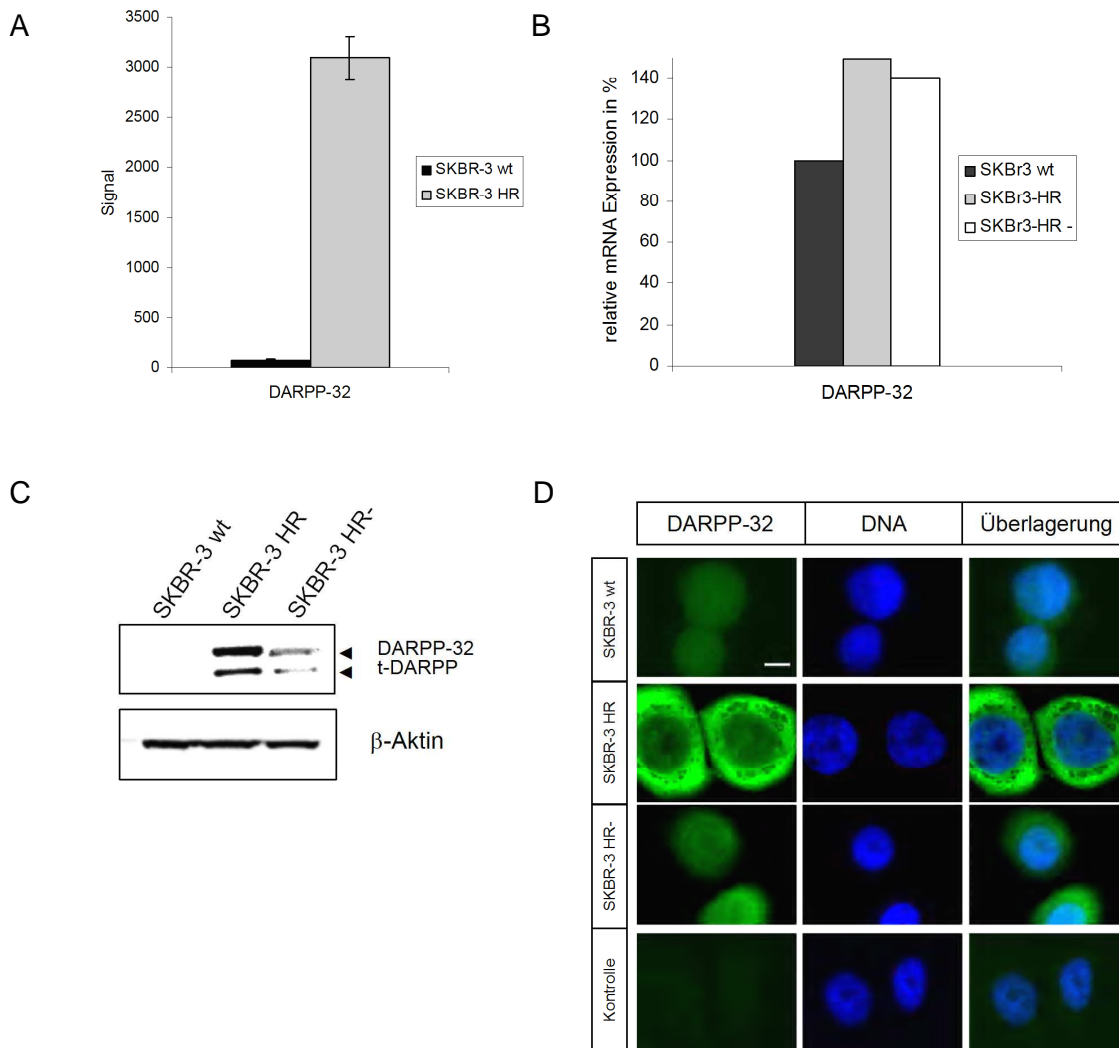 A
3500
3000
2500
2000
1500
1000
500
0
Signal
DARPP-32
SKBR-3 wt
SKBR-3 HR
B
140
120
100
80
60
40
20
0
relative mRNA Expression in %
DARPP-32
SKBr3 wt
SKBr3-HR
SKBr3-HR -
C
SKBR-3 wt
SKBR-3 HR
SKBR-3 HR-
DARPP-32
t-DARPP
β-Aktin
D
DARPP-32 DNA Überlagerung
SKBR-3 wt
SKBR-3 HR
SKBR-3 HR-
Kontrolle